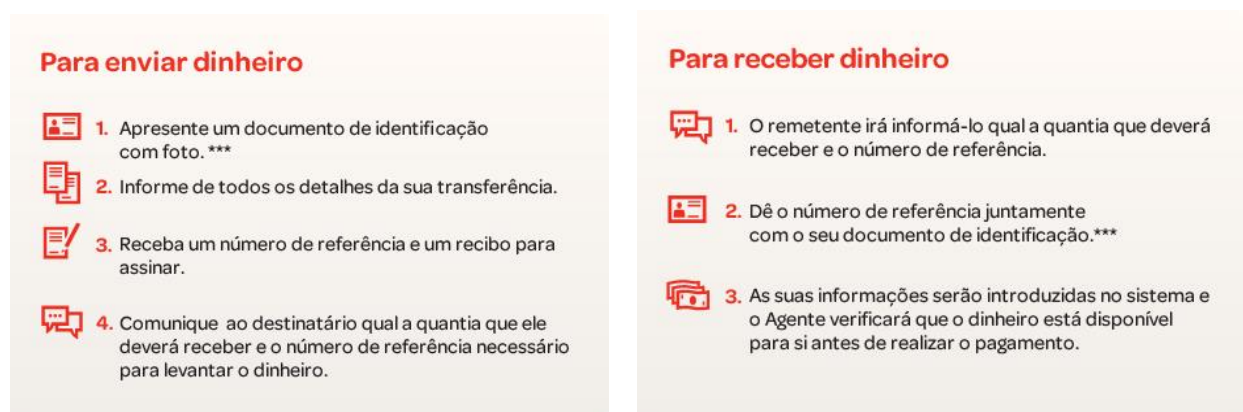 Para enviar dinheiro
1. Apresente um documento de identificação
com foto. ***
2. Informe de todos os detalhes da sua transferência.
3. Receba um número de referência e um recibo para
assinar.
4. Comunique ao destinatário qual a quantia que ele
deverá receber e o número de referência necessário
para levantar o dinheiro.
Para receber dinheiro
1. O remetente irá informá-lo qual a quantia que deverá
receber e o número de referência.
2. Dê o número de referência juntamente
com o seu documento de identificação.***
3. As suas informações serão introduzidas no sistema e
o Agente verificará que o dinheiro está disponível
para si antes de realizar o pagamento.